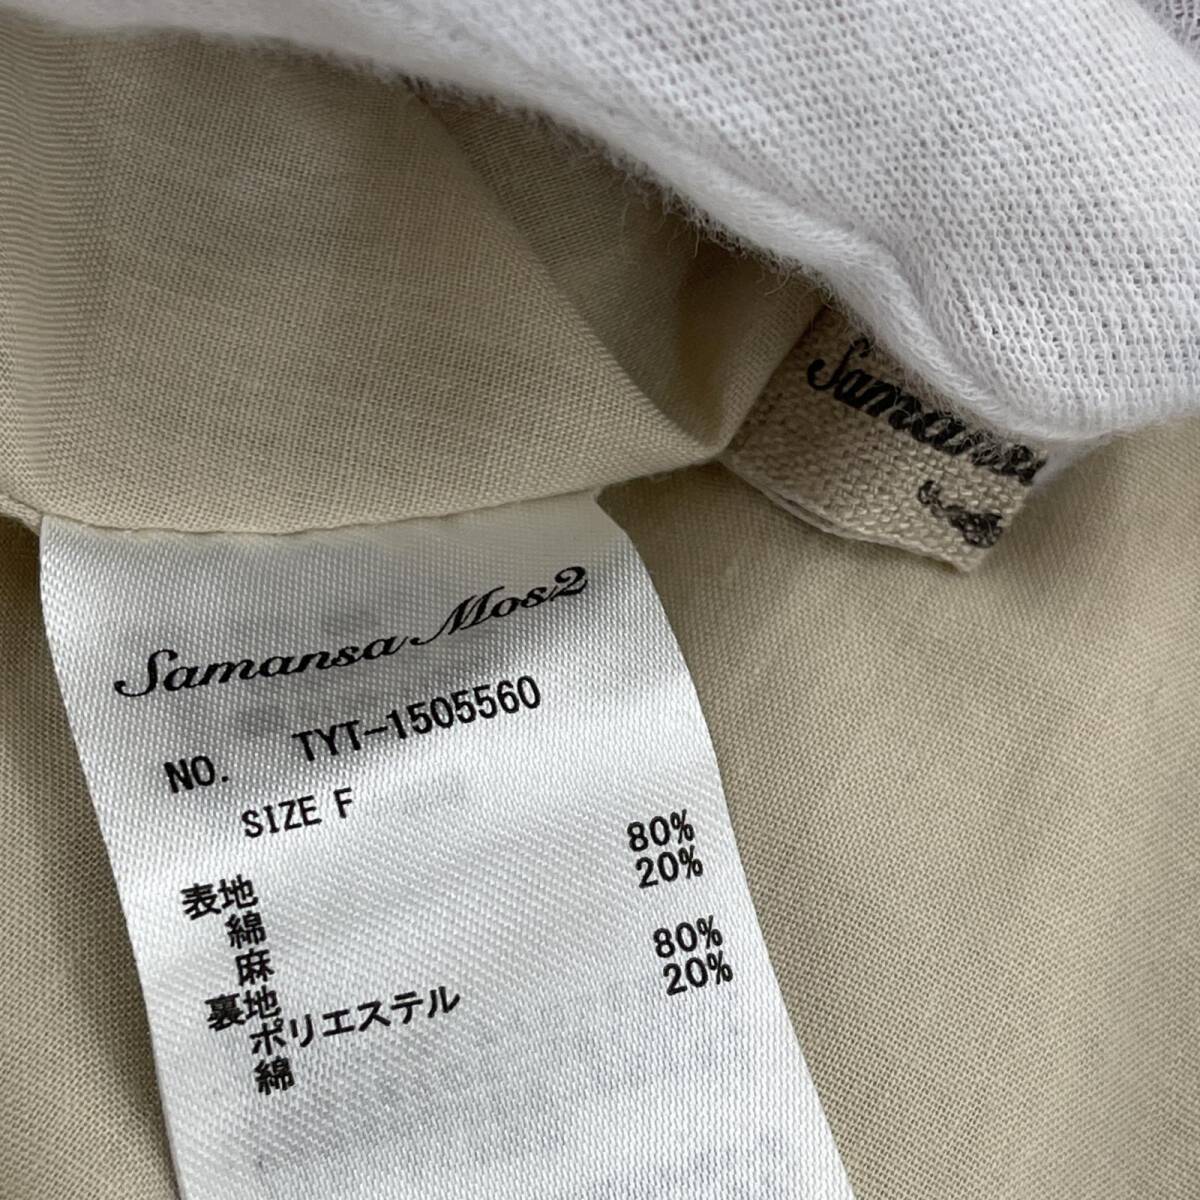 Samansa
Samansa Mos2
NO. TYT-1505560
SIZE F
表地
綿 80%
麻 20%
裏地
ポリエステル 80%
綿 20%